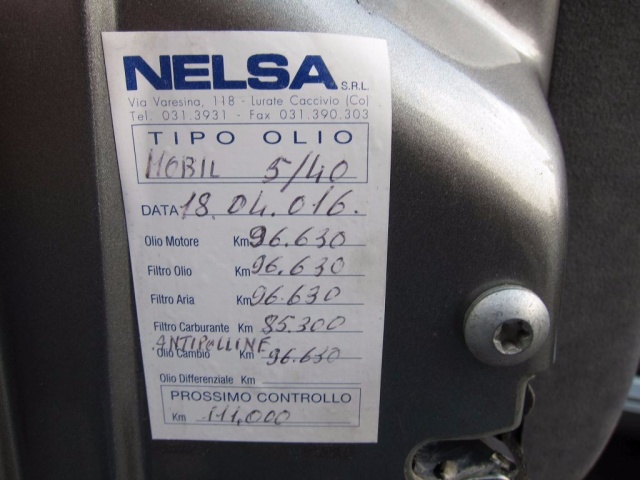 NELSA S.R.L.
Via Varesina, 118 - Lurate Caccivio (Co)
Tel. 031.3931 - Fax 031.390.303
TIPO OLIO
MOBIL 5/40
DATA 18.04.016.
Olio Motore Km 96.630
Filtro Olio Km 96.630
Filtro Aria Km 96.630
Filtro Carburante Km 85.300
ANTIPOLLINE
Olio Cambio Km 96.630
Olio Differenziale Km
PROSSIMO CONTROLLO
Km 111.000